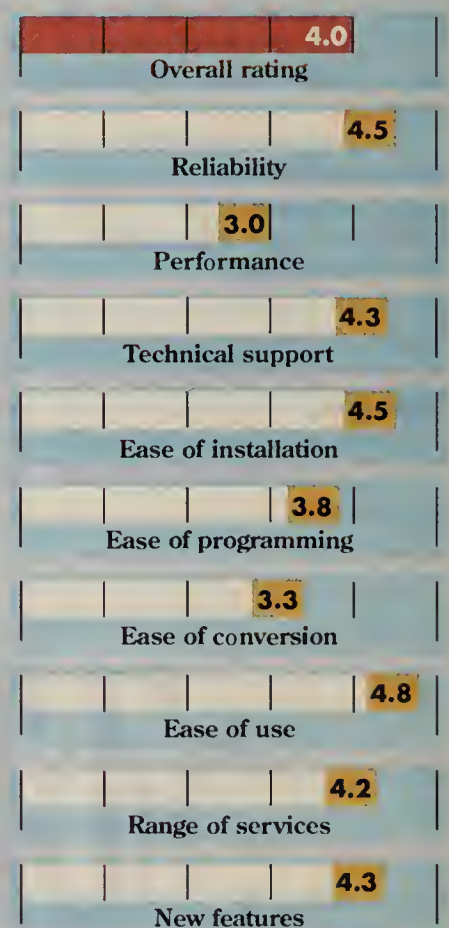 4.0
Overall rating
4.5
Reliability
3.0
Performance
4.3
Technical support
4.5
Ease of installation
3.8
Ease of programming
3.3
Ease of conversion
4.8
Ease of use
4.2
Range of services
4.3
New features